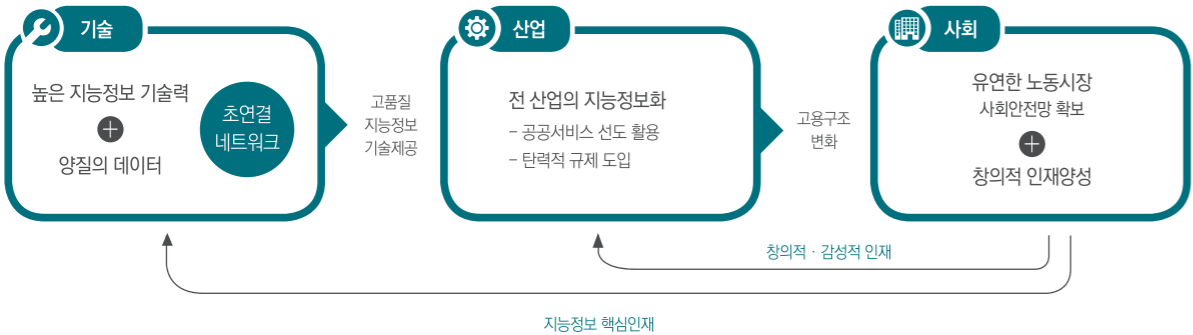 기술
높은 지능정보 기술력
+
양질의 데이터
초연결
네트워크
고품질
지능정보
기술제공
산업
전 산업의 지능정보화
- 공공서비스 선도 활용
- 탄력적 규제 도입
고용구조
변화
사회
유연한 노동시장
사회안전망 확보
+
창의적 인재양성
창의적 · 감성적 인재
지능정보 핵심인재